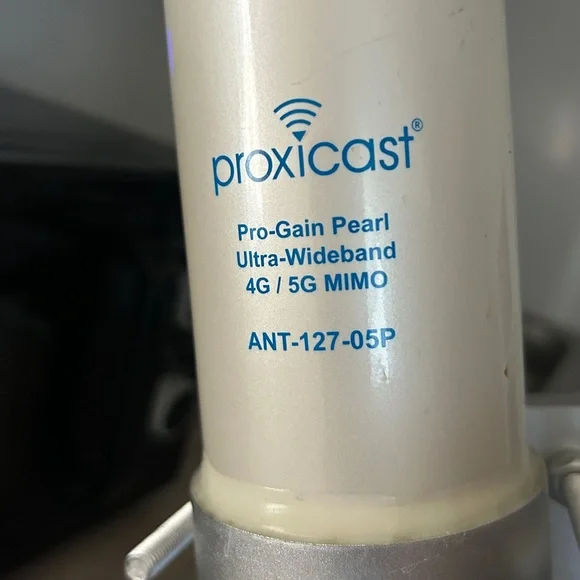 proxicast®
Pro-Gain Pearl
Ultra-Wideband
4G / 5G MIMO
ANT-127-05P